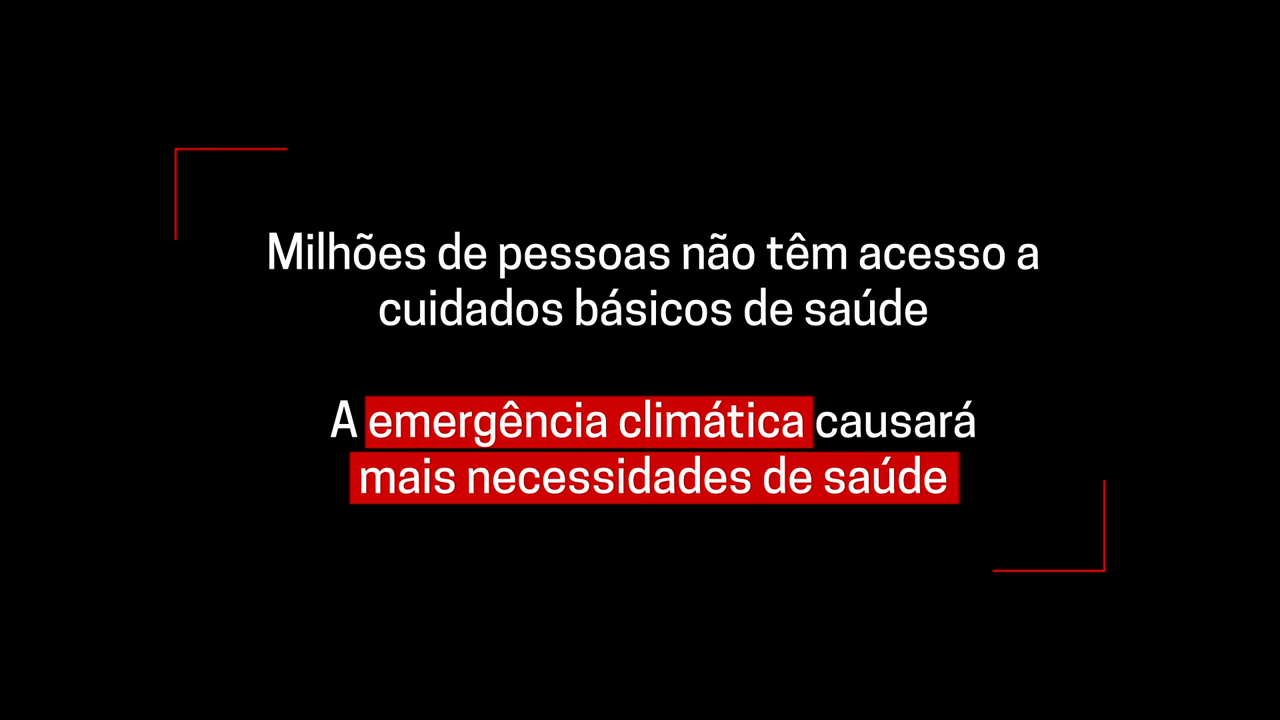 Milhões de pessoas não têm acesso a
cuidados básicos de saúde
A emergência climática causará
mais necessidades de saúde